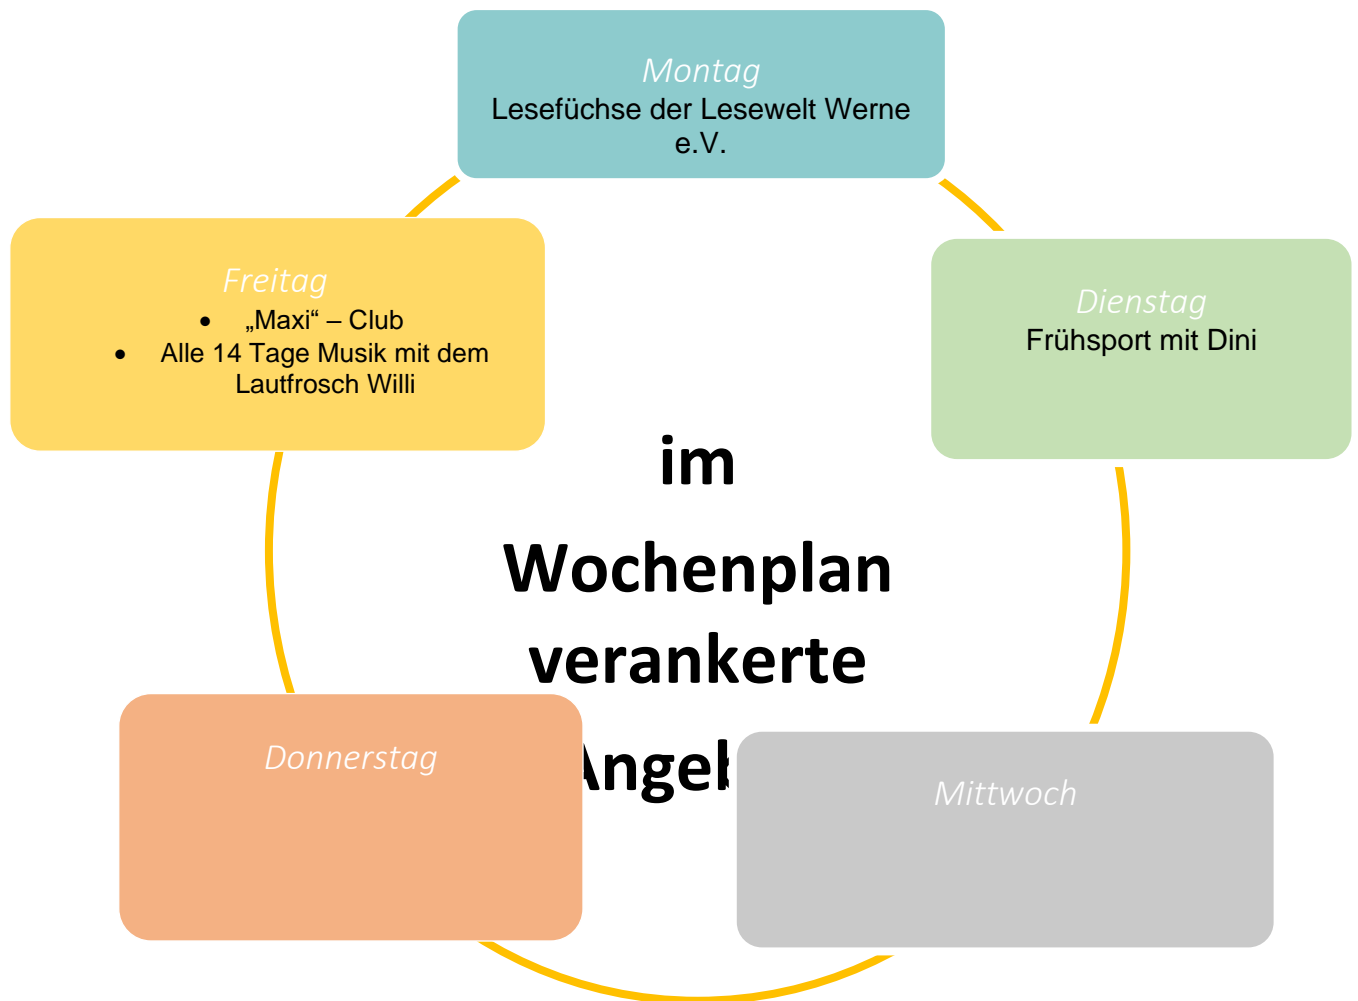 Montag
Lesefüchse der Lesewelt Werne
e.V.
Freitag
• „Maxi“ – Club
• Alle 14 Tage Musik mit dem
Lautfrosch Willi
Dienstag
Frühsport mit Dini
im
Wochenplan
verankerte
Donnerstag
Mittwoch